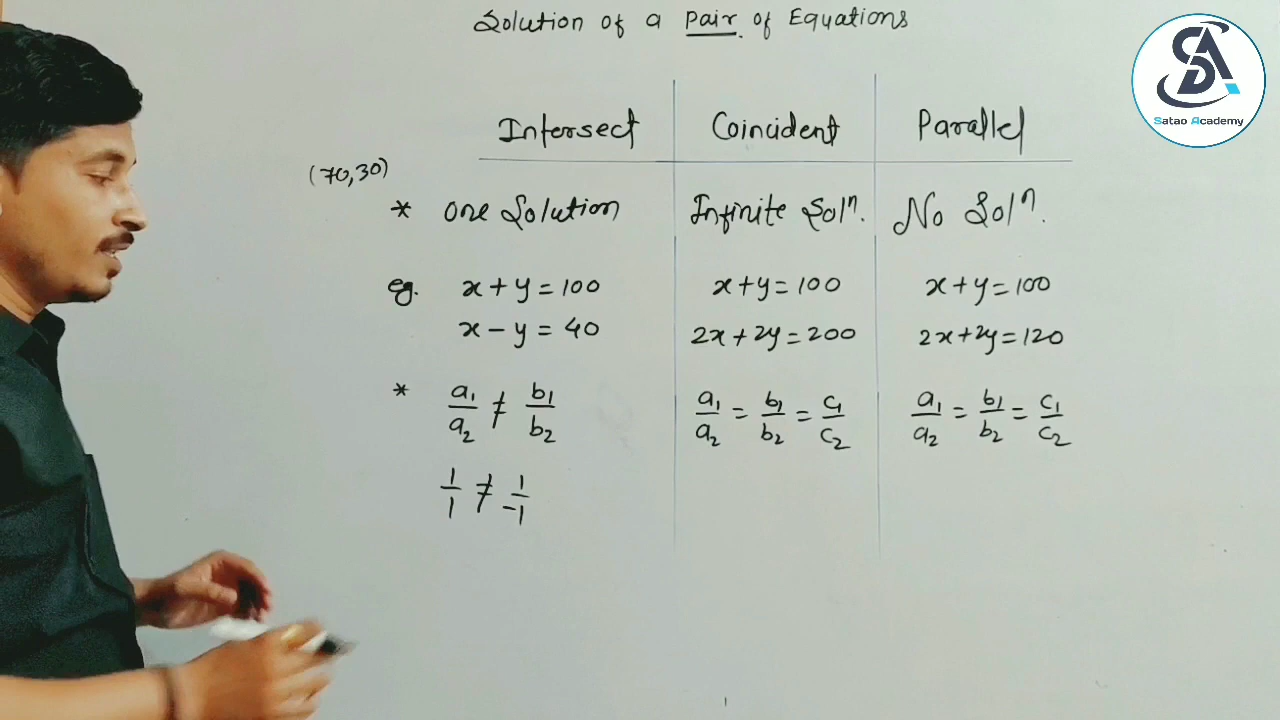 Solution of a Pair of Equations
SDA
Satao Academy
Intersect Coincident Parallel
(70,30)
* One Solution Infinite Solⁿ. No Solⁿ.
eg. x + y = 100 x + y = 100 x + y = 100
x - y = 40 2x + 2y = 200 2x + 2y = 120
* a₁/a₂ ≠ b₁/b₂ a₁/a₂ = b₁/b₂ = c₁/c₂ a₁/a₂ = b₁/b₂ = c₁/c₂
1/1 ≠ 1/-1